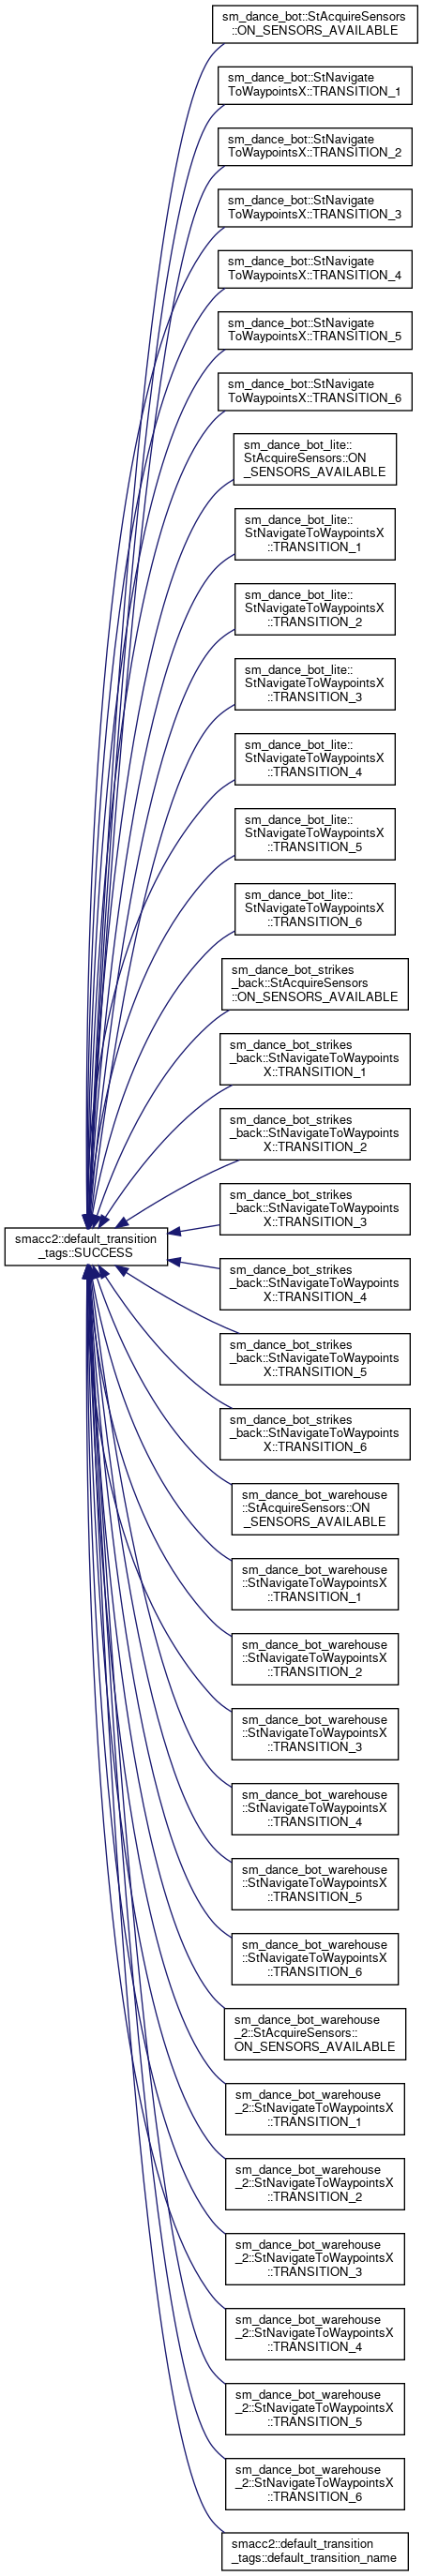 sm_dance_bot::StAcquireSensors
::ON_SENSORS_AVAILABLE
sm_dance_bot::StNavigate
ToWaypointsX::TRANSITION_1
sm_dance_bot::StNavigate
ToWaypointsX::TRANSITION_2
sm_dance_bot::StNavigate
ToWaypointsX::TRANSITION_3
sm_dance_bot::StNavigate
ToWaypointsX::TRANSITION_4
sm_dance_bot::StNavigate
ToWaypointsX::TRANSITION_5
sm_dance_bot::StNavigate
ToWaypointsX::TRANSITION_6
sm_dance_bot_lite::
StAcquireSensors::ON
_SENSORS_AVAILABLE
sm_dance_bot_lite::
StNavigateToWaypointsX
::TRANSITION_1
sm_dance_bot_lite::
StNavigateToWaypointsX
::TRANSITION_2
sm_dance_bot_lite::
StNavigateToWaypointsX
::TRANSITION_3
sm_dance_bot_lite::
StNavigateToWaypointsX
::TRANSITION_4
sm_dance_bot_lite::
StNavigateToWaypointsX
::TRANSITION_5
sm_dance_bot_lite::
StNavigateToWaypointsX
::TRANSITION_6
sm_dance_bot_strikes
_back::StAcquireSensors
::ON_SENSORS_AVAILABLE
sm_dance_bot_strikes
_back::StNavigateToWaypoints
X::TRANSITION_1
sm_dance_bot_strikes
_back::StNavigateToWaypoints
X::TRANSITION_2
sm_dance_bot_strikes
_back::StNavigateToWaypoints
X::TRANSITION_3
smacc2::default_transition
_tags::SUCCESS
sm_dance_bot_strikes
_back::StNavigateToWaypoints
X::TRANSITION_4
sm_dance_bot_strikes
_back::StNavigateToWaypoints
X::TRANSITION_5
sm_dance_bot_strikes
_back::StNavigateToWaypoints
X::TRANSITION_6
sm_dance_bot_warehouse
::StAcquireSensors::ON
_SENSORS_AVAILABLE
sm_dance_bot_warehouse
::StNavigateToWaypointsX
::TRANSITION_1
sm_dance_bot_warehouse
::StNavigateToWaypointsX
::TRANSITION_2
sm_dance_bot_warehouse
::StNavigateToWaypointsX
::TRANSITION_3
sm_dance_bot_warehouse
::StNavigateToWaypointsX
::TRANSITION_4
sm_dance_bot_warehouse
::StNavigateToWaypointsX
::TRANSITION_5
sm_dance_bot_warehouse
::StNavigateToWaypointsX
::TRANSITION_6
sm_dance_bot_warehouse
_2::StAcquireSensors::
ON_SENSORS_AVAILABLE
sm_dance_bot_warehouse
_2::StNavigateToWaypointsX
::TRANSITION_1
sm_dance_bot_warehouse
_2::StNavigateToWaypointsX
::TRANSITION_2
sm_dance_bot_warehouse
_2::StNavigateToWaypointsX
::TRANSITION_3
sm_dance_bot_warehouse
_2::StNavigateToWaypointsX
::TRANSITION_4
sm_dance_bot_warehouse
_2::StNavigateToWaypointsX
::TRANSITION_5
sm_dance_bot_warehouse
_2::StNavigateToWaypointsX
::TRANSITION_6
smacc2::default_transition
_tags::default_transition_name